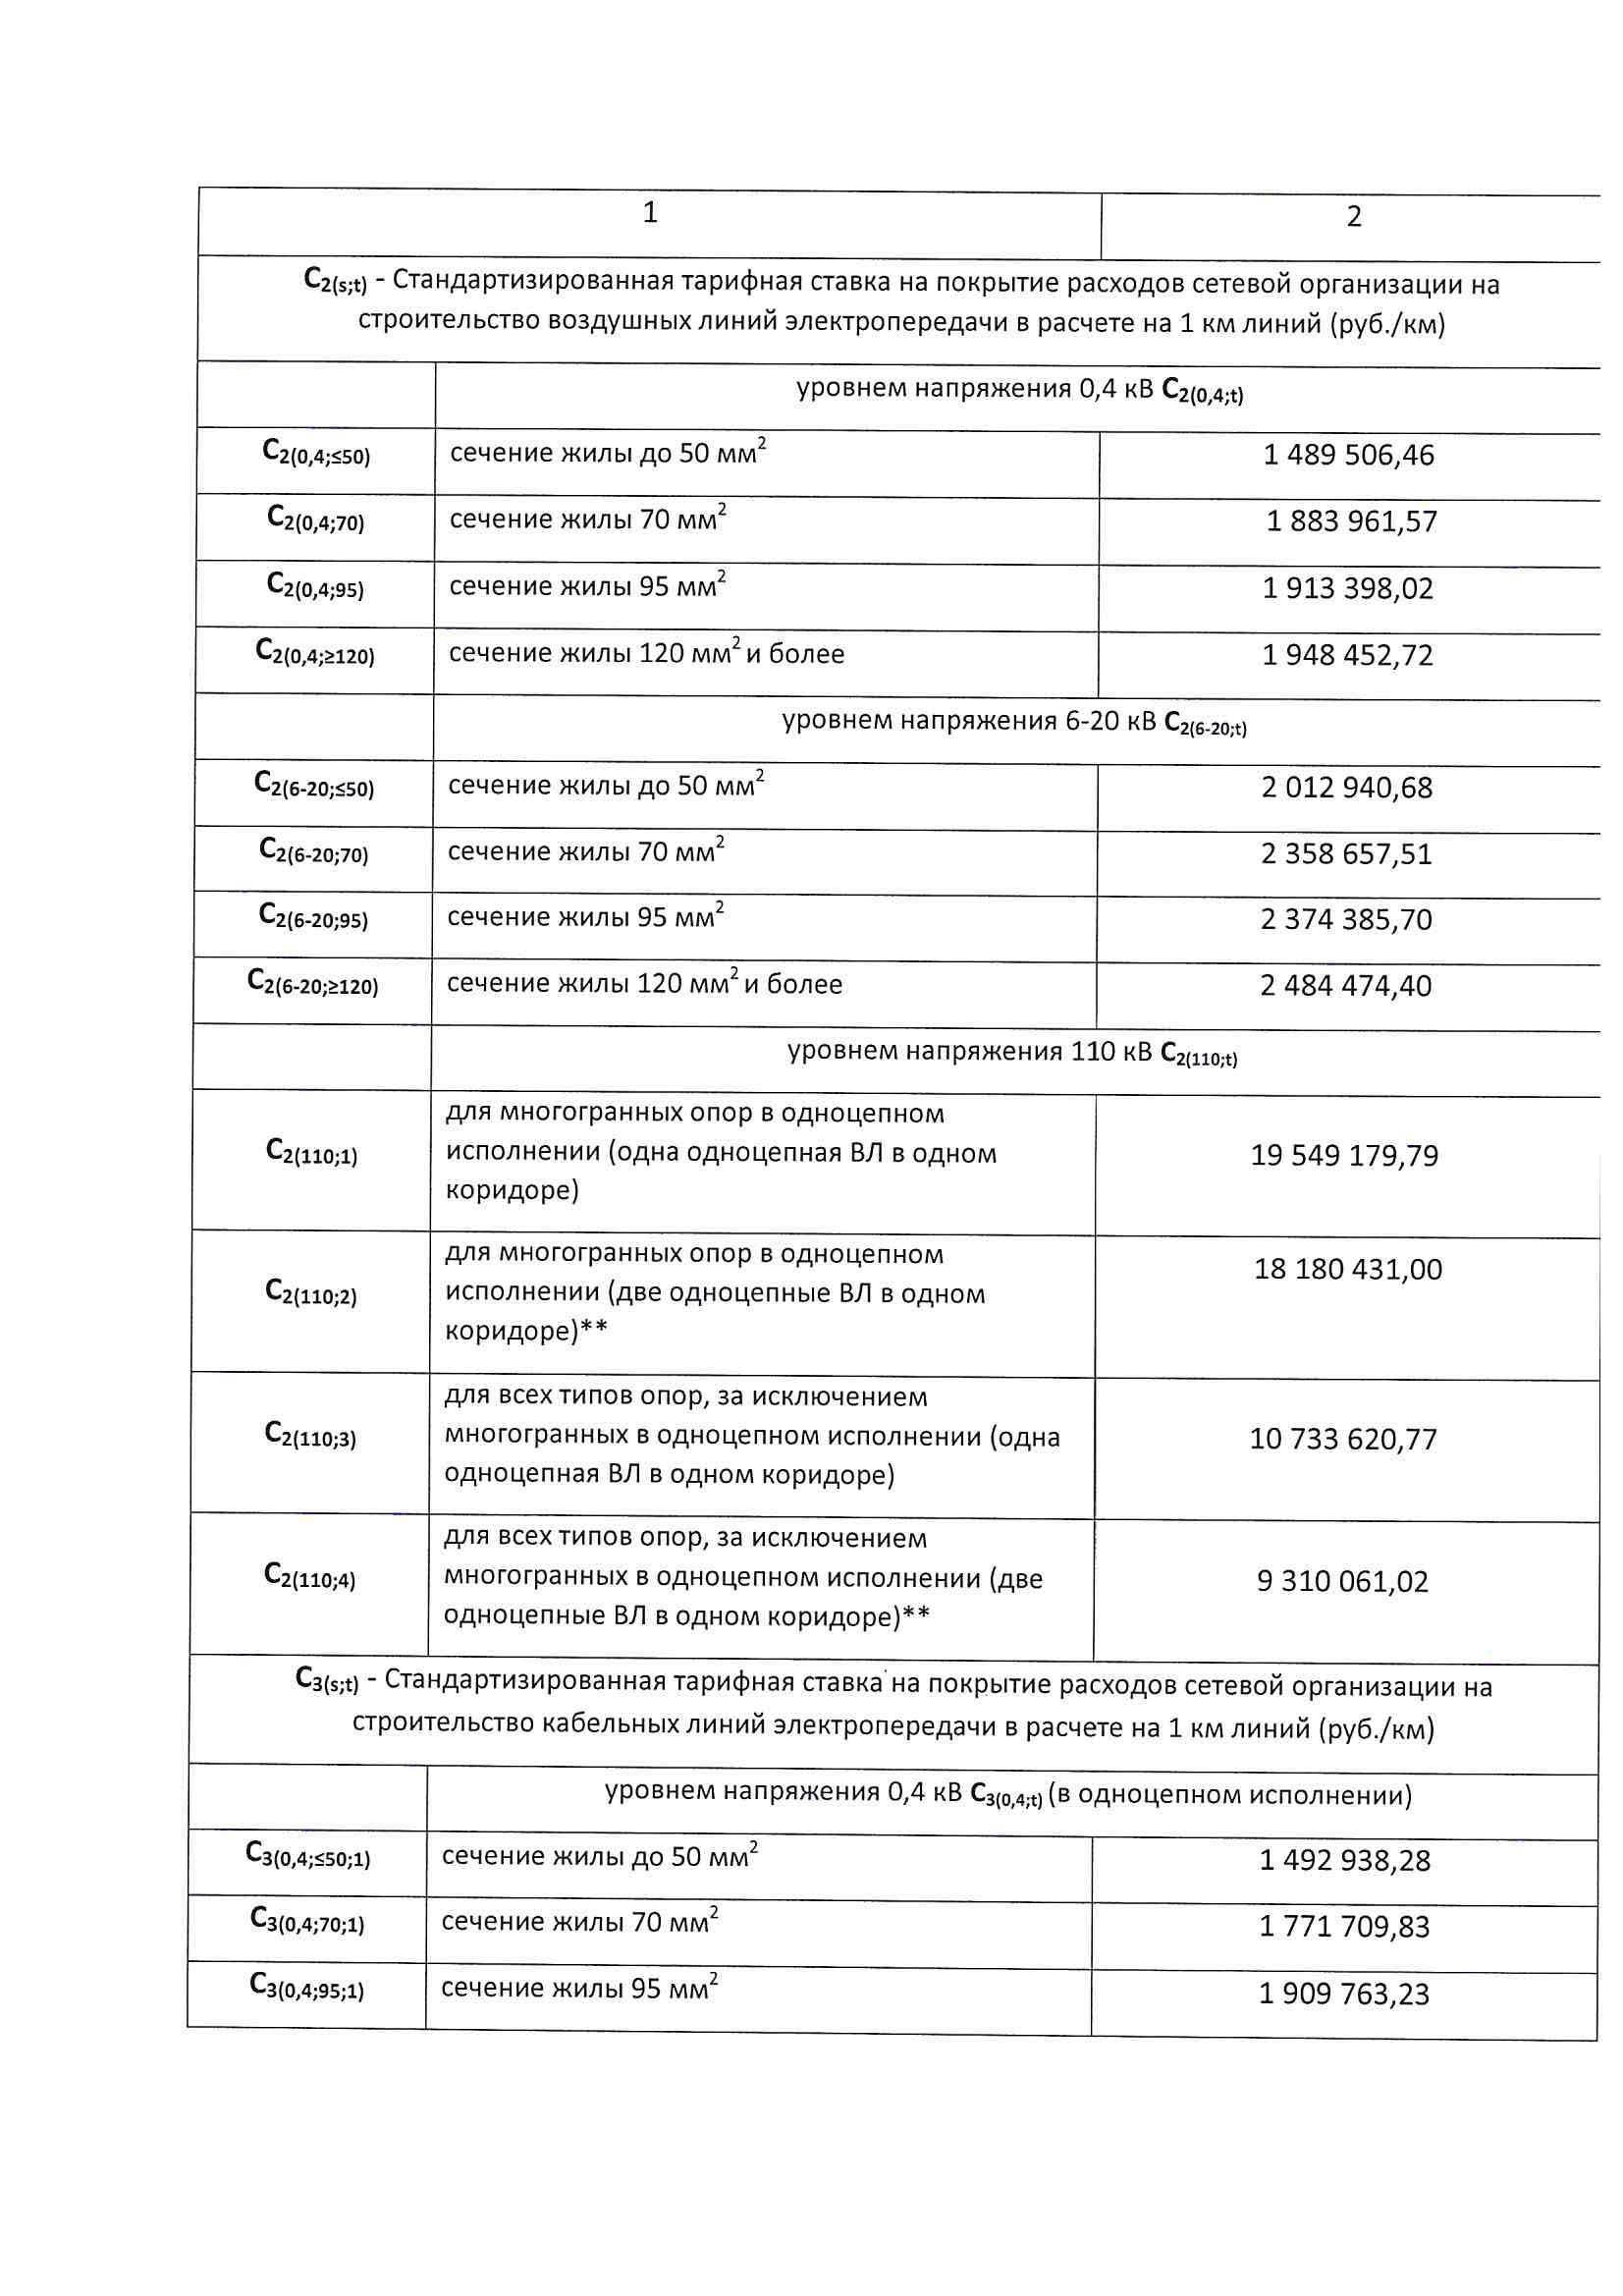 1 2
C2(s;t) - Стандартизированная тарифная ставка на покрытие расходов сетевой организации на
строительство воздушных линий электропередачи в расчете на 1 км линий (руб./км)
уровнем напряжения 0,4 кВ C2(0,4;t)
C2(0,4;≤50) сечение жилы до 50 мм² 1 489 506,46
C2(0,4;70) сечение жилы 70 мм² 1 883 961,57
C2(0,4;95) сечение жилы 95 мм² 1 913 398,02
C2(0,4;≥120) сечение жилы 120 мм² и более 1 948 452,72
уровнем напряжения 6-20 кВ C2(6-20;t)
C2(6-20;≤50) сечение жилы до 50 мм² 2 012 940,68
C2(6-20;70) сечение жилы 70 мм² 2 358 657,51
C2(6-20;95) сечение жилы 95 мм² 2 374 385,70
C2(6-20;≥120) сечение жилы 120 мм² и более 2 484 474,40
уровнем напряжения 110 кВ C2(110;t)
для многогранных опор в одноцепном
C2(110;1) исполнении (одна одноцепная ВЛ в одном 19 549 179,79
коридоре)
для многогранных опор в одноцепном 18 180 431,00
C2(110;2) исполнении (две одноцепные ВЛ в одном
коридоре)**
для всех типов опор, за исключением
C2(110;3) многогранных в одноцепном исполнении (одна 10 733 620,77
одноцепная ВЛ в одном коридоре)
для всех типов опор, за исключением
C2(110;4) многогранных в одноцепном исполнении (две 9 310 061,02
одноцепные ВЛ в одном коридоре)**
C3(s;t) - Стандартизированная тарифная ставка на покрытие расходов сетевой организации на
строительство кабельных линий электропередачи в расчете на 1 км линий (руб./км)
уровнем напряжения 0,4 кВ C3(0,4;t) (в одноцепном исполнении)
C3(0,4;≤50;1) сечение жилы до 50 мм² 1 492 938,28
C3(0,4;70;1) сечение жилы 70 мм² 1 771 709,83
C3(0,4;95;1) сечение жилы 95 мм² 1 909 763,23